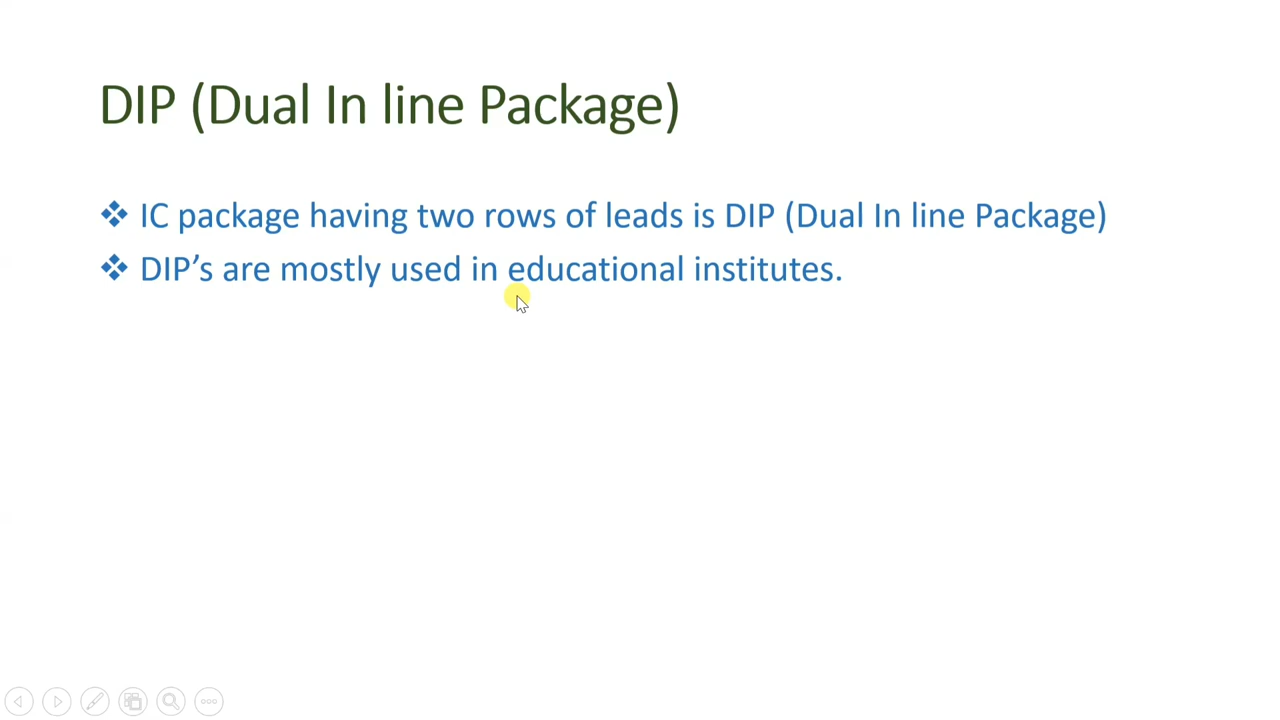 DIP (Dual In line Package)
❖ IC package having two rows of leads is DIP (Dual In line Package)
❖ DIP’s are mostly used in educational institutes.